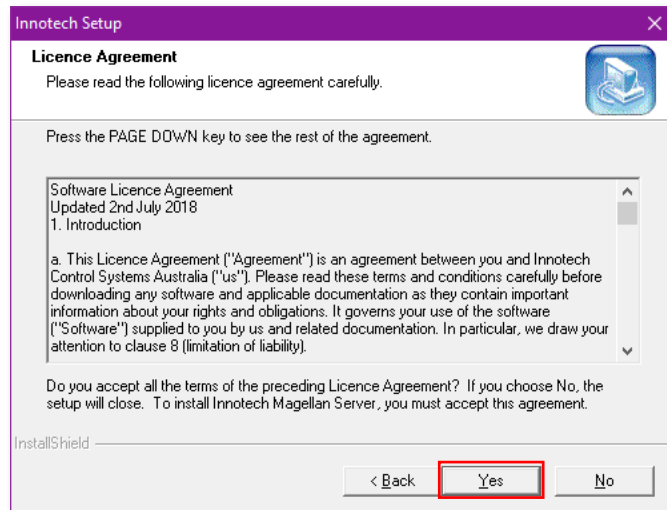 Innotech Setup
Licence Agreement
Please read the following licence agreement carefully.
Press the PAGE DOWN key to see the rest of the agreement.
Software Licence Agreement
Updated 2nd July 2018
1. Introduction
a. This Licence Agreement ("Agreement") is an agreement between you and Innotech
Control Systems Australia ("us"). Please read these terms and conditions carefully before
downloading any software and applicable documentation as they contain important
information about your rights and obligations. It governs your use of the software
("Software") supplied to you by us and related documentation. In particular, we draw your
attention to clause 8 (limitation of liability).
Do you accept all the terms of the preceding Licence Agreement?  If you choose No, the
setup will close.  To install Innotech Magellan Server, you must accept this agreement.
InstallShield
< Back
Yes
No